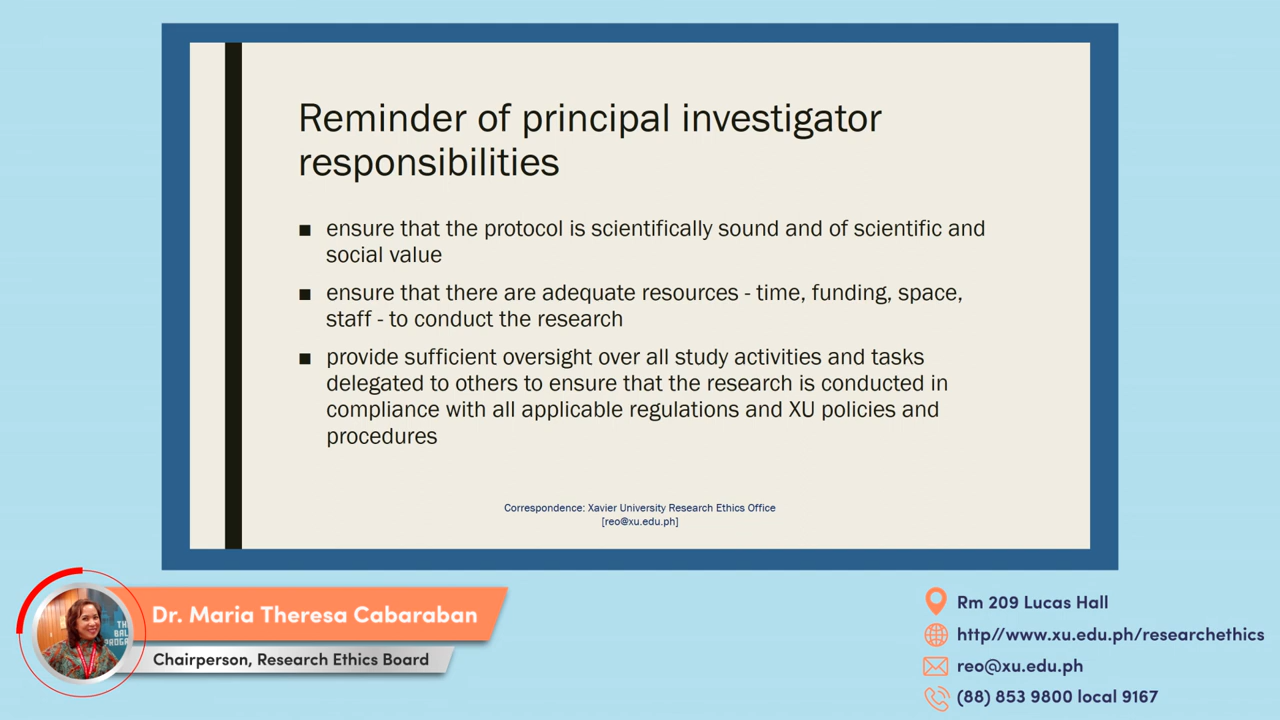 Reminder of principal investigator
responsibilities
■ ensure that the protocol is scientifically sound and of scientific and
social value
■ ensure that there are adequate resources - time, funding, space,
staff - to conduct the research
■ provide sufficient oversight over all study activities and tasks
delegated to others to ensure that the research is conducted in
compliance with all applicable regulations and XU policies and
procedures
Correspondence: Xavier University Research Ethics Office
[reo@xu.edu.ph]
Dr. Maria Theresa Cabaraban
Chairperson, Research Ethics Board
Rm 209 Lucas Hall
http//www.xu.edu.ph/researchethics
reo@xu.edu.ph
(88) 853 9800 local 9167